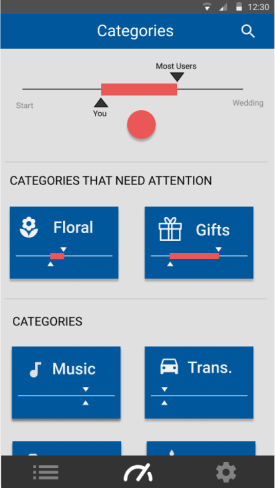 12:30
Categories
Most Users
Start
Wedding
You
CATEGORIES THAT NEED ATTENTION
Floral
Gifts
CATEGORIES
Music
Trans.